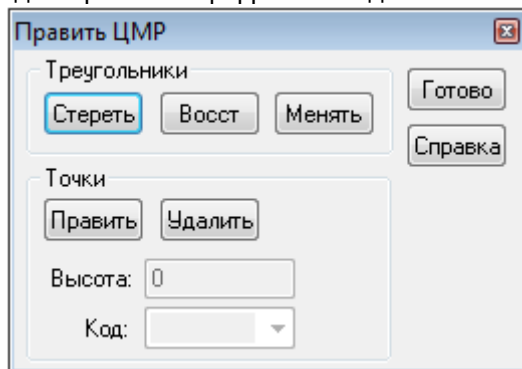 Править ЦМР
Треугольники
Стереть Восст Менять
Готово
Справка
Точки
Править Удалить
Высота: 0
Код: